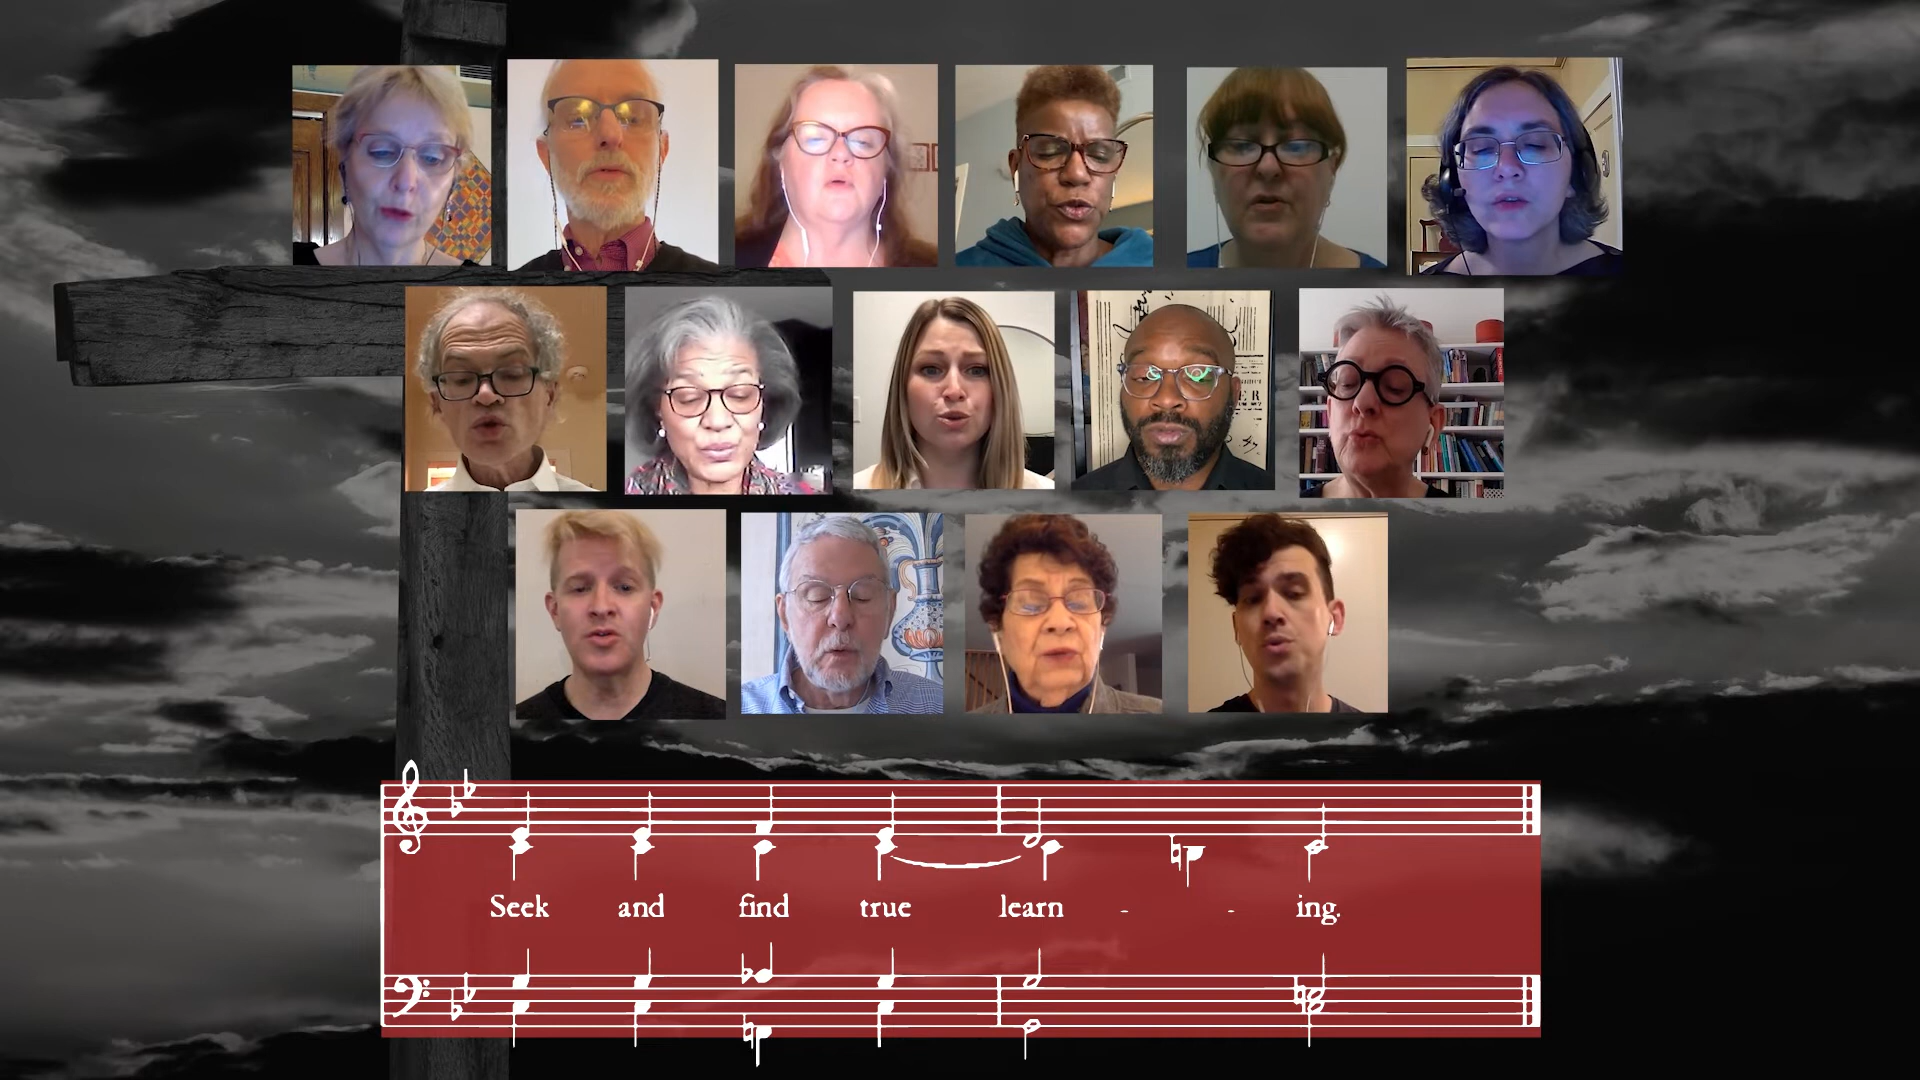 Seek and find true learn - - ing.